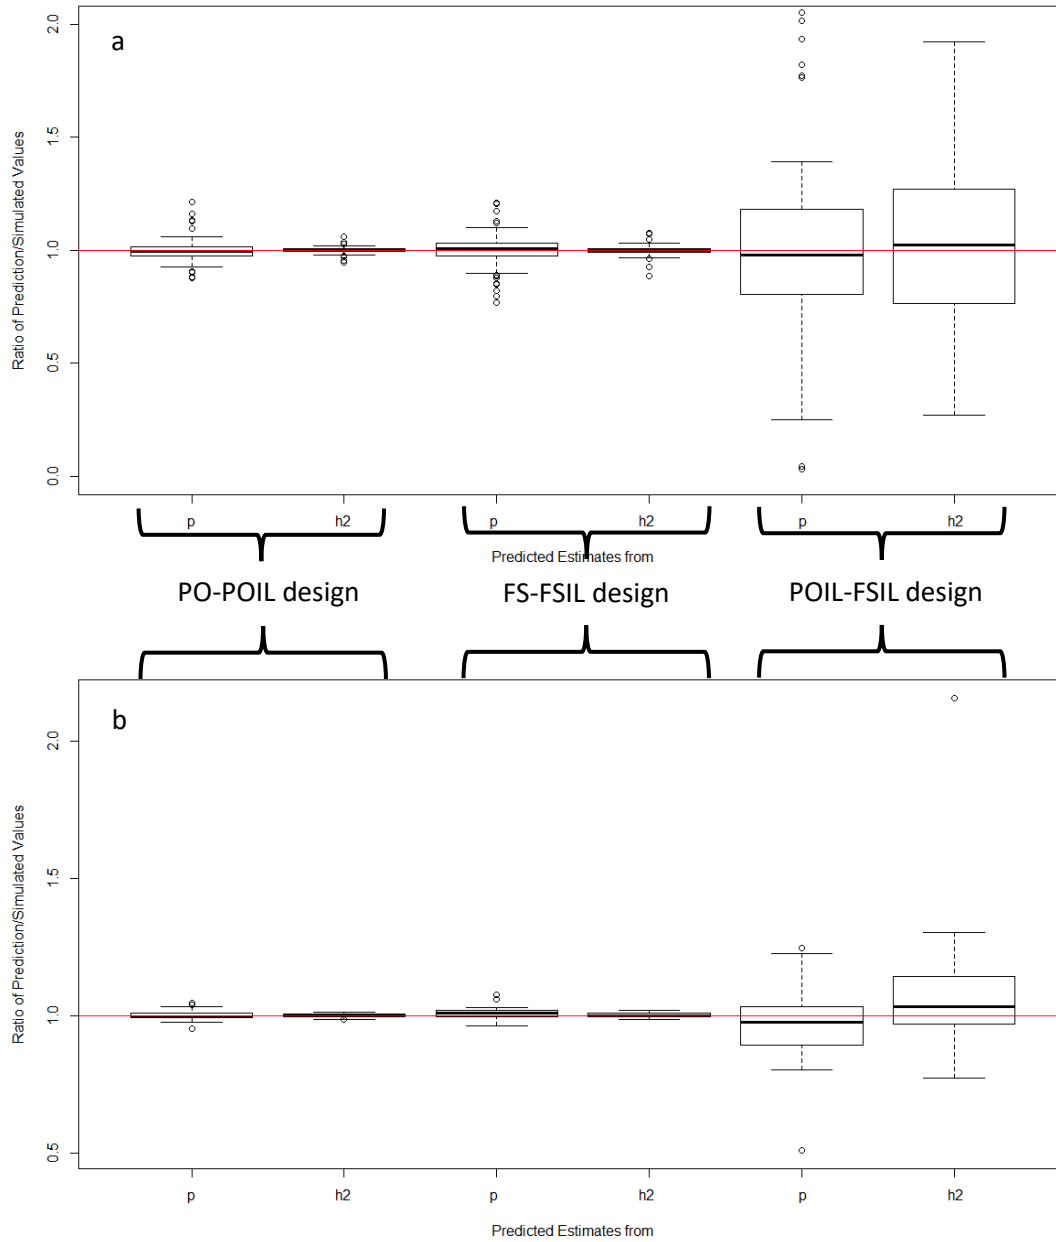 a
Ratio of Prediction/Simulated Values
2.0
1.5
1.0
0.5
0.0
p h2 p h2 p h2
Predicted Estimates from
PO-POIL design FS-FSIL design POIL-FSIL design
b
Ratio of Prediction/Simulated Values
2.0
1.5
1.0
0.5
p h2 p h2 p h2
Predicted Estimates from